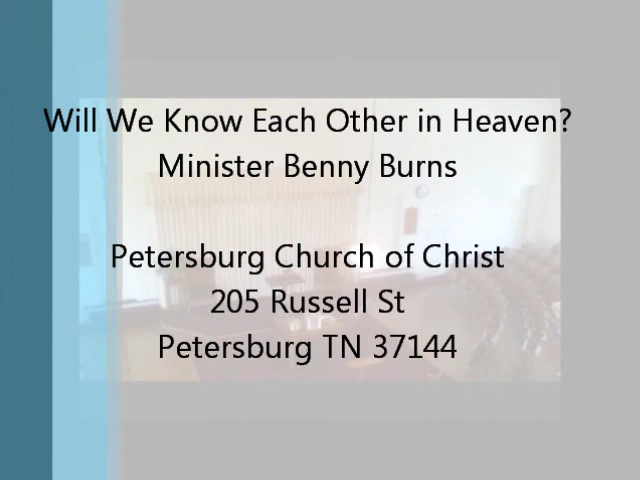 Will We Know Each Other in Heaven?
Minister Benny Burns
Petersburg Church of Christ
205 Russell St
Petersburg TN 37144